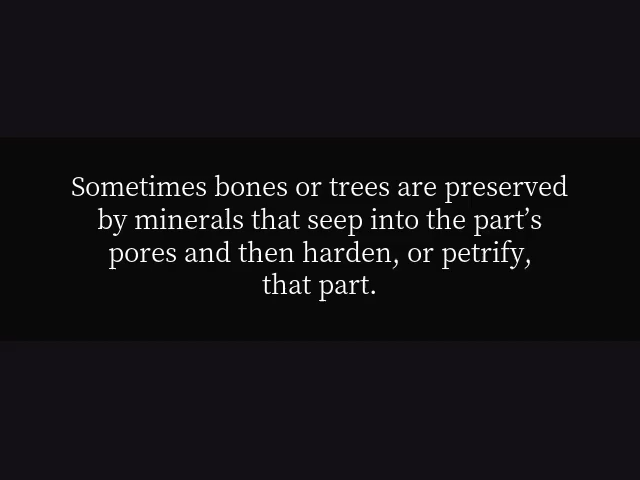 Sometimes bones or trees are preserved
by minerals that seep into the part’s
pores and then harden, or petrify,
that part.